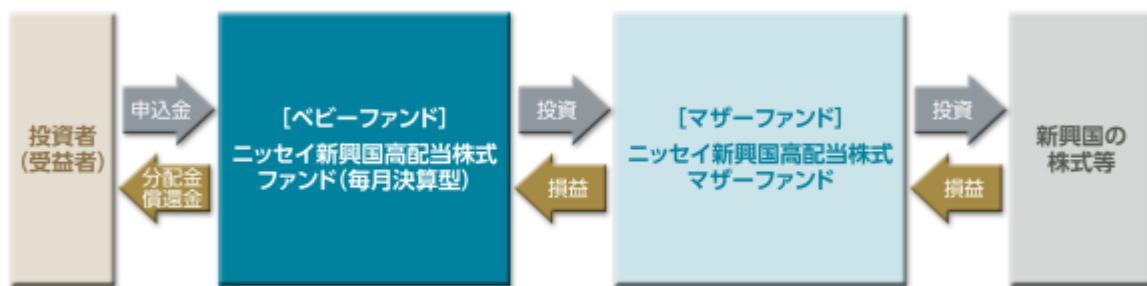 投資者
(受益者)
申込金
分配金
償還金
[ベビーファンド]
ニッセイ新興国高配当株式
ファンド(毎月決算型)
投資
損益
[マザーファンド]
ニッセイ新興国高配当株式
マザーファンド
投資
損益
新興国の
株式等